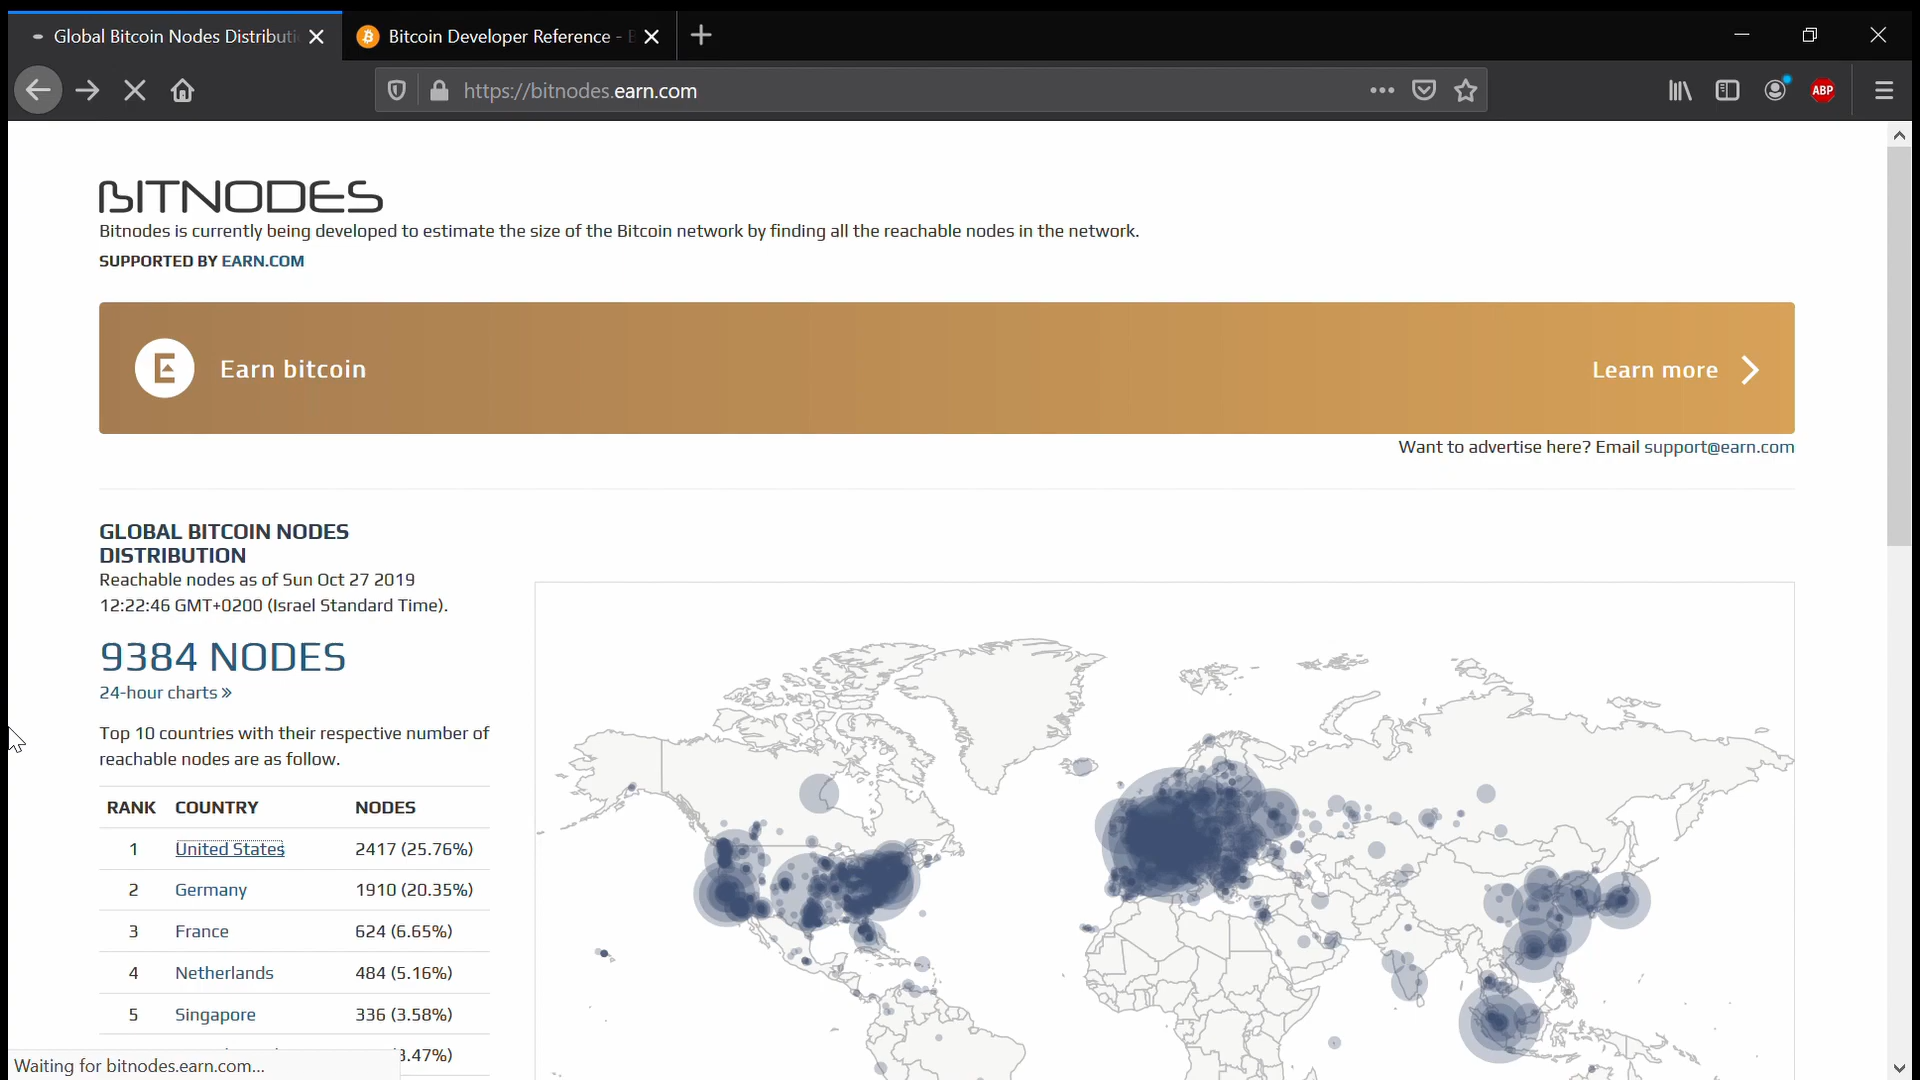 Global Bitcoin Nodes Distributi
Bitcoin Developer Reference -
https://bitnodes.earn.com
ABP
BITNODES
Bitnodes is currently being developed to estimate the size of the Bitcoin network by finding all the reachable nodes in the network.
SUPPORTED BY EARN.COM
E
Earn bitcoin
Learn more
Want to advertise here? Email support@earn.com
GLOBAL BITCOIN NODES
DISTRIBUTION
Reachable nodes as of Sun Oct 27 2019
12:22:46 GMT+0200 (Israel Standard Time).
9384 NODES
24-hour charts »
Top 10 countries with their respective number of
reachable nodes are as follow.
RANK COUNTRY NODES
1 United States 2417 (25.76%)
2 Germany 1910 (20.35%)
3 France 624 (6.65%)
4 Netherlands 484 (5.16%)
5 Singapore 336 (3.58%)
3.47%)
Waiting for bitnodes.earn.com...